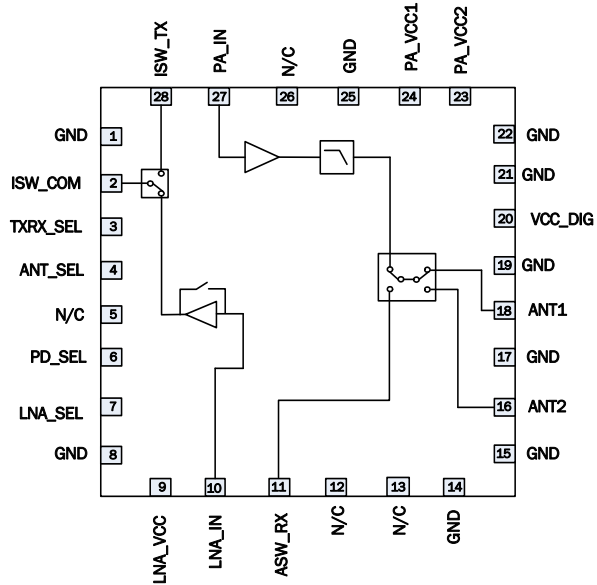 ISW_TX
PA_IN
N/C
GND
PA_VCC1
PA_VCC2
28
27
26
25
24
23
GND 1
ISW_COM 2
TXRX_SEL 3
ANT_SEL 4
N/C 5
PD_SEL 6
LNA_SEL 7
GND 8
22 GND
21 GND
20 VCC_DIG
19 GND
18 ANT1
17 GND
16 ANT2
15 GND
9
10
11
12
13
14
LNA_VCC
LNA_IN
ASW_RX
N/C
N/C
GND